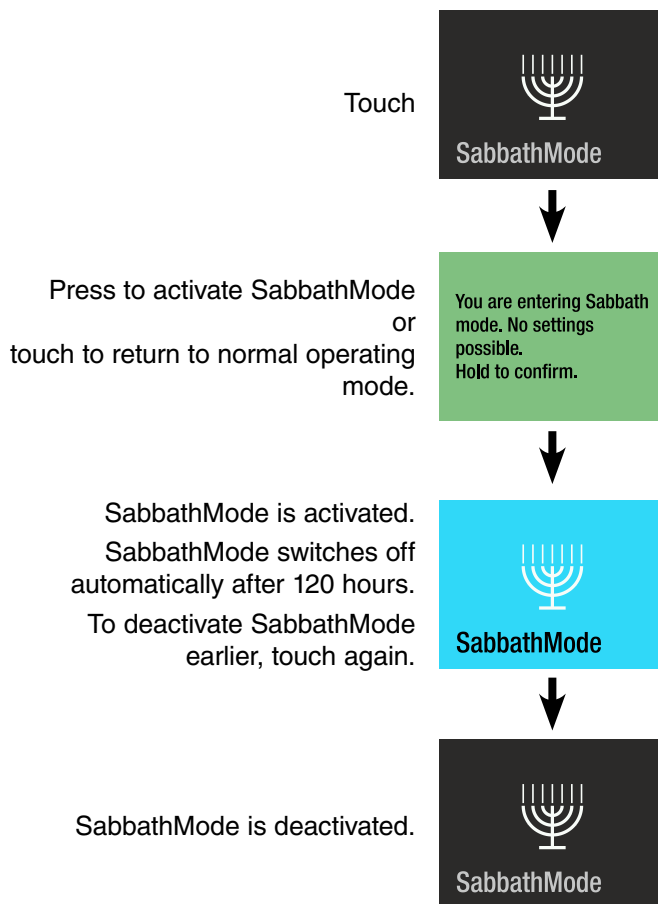 Touch
SabbathMode
Press to activate SabbathMode
or
touch to return to normal operating
mode.
You are entering Sabbath
mode. No settings
possible.
Hold to confirm.
SabbathMode is activated.
SabbathMode switches off
automatically after 120 hours.
To deactivate SabbathMode
earlier, touch again.
SabbathMode
SabbathMode is deactivated.
SabbathMode